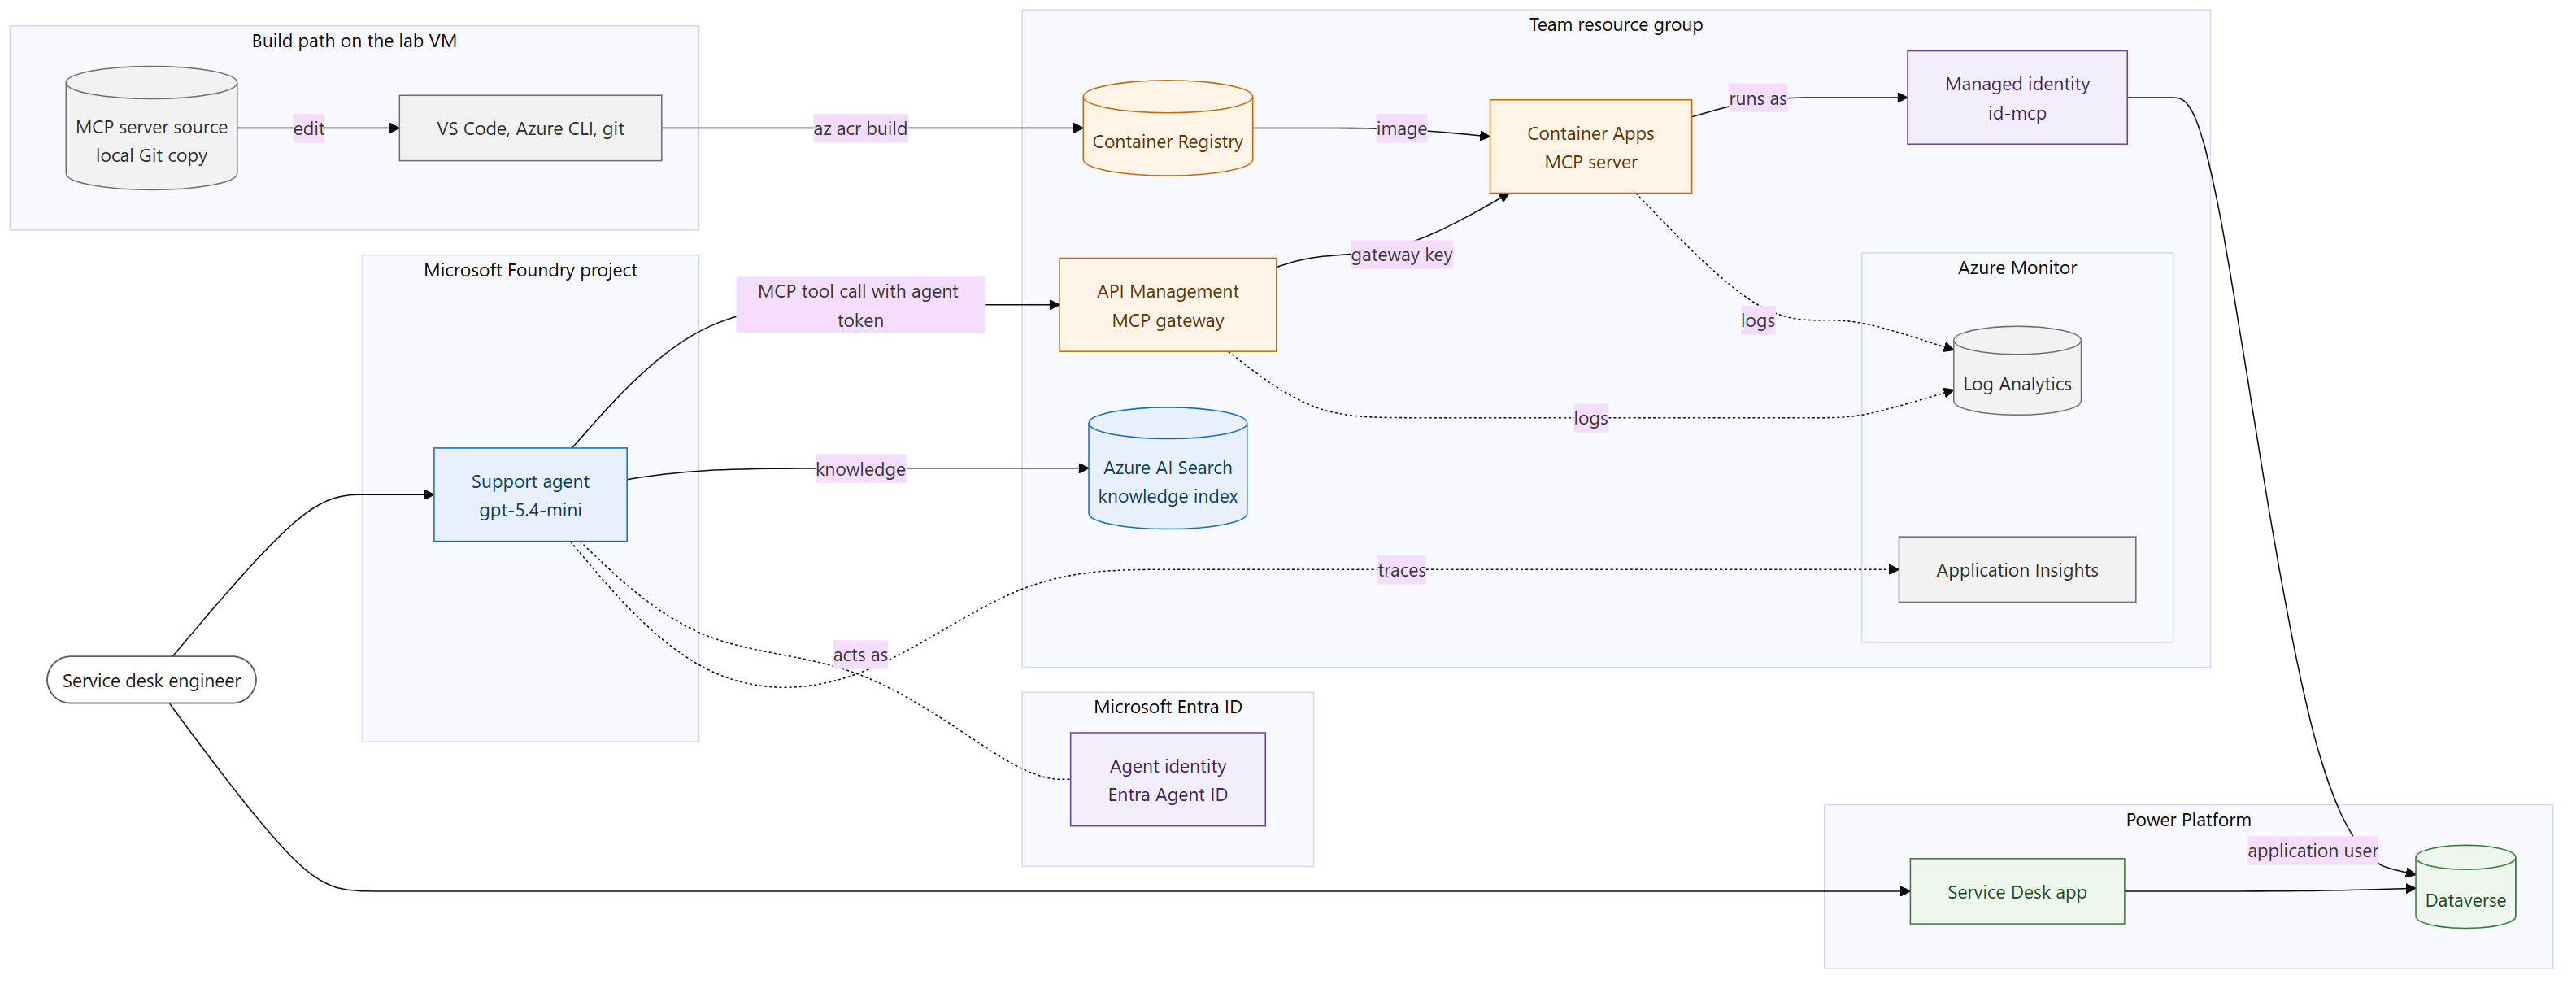 Build path on the lab VM
MCP server source
local Git copy
edit
VS Code, Azure CLI, git
az acr build
Team resource group
Container Registry
image
Container Apps
MCP server
runs as
Managed identity
id-mcp
Microsoft Foundry project
MCP tool call with agent
token
API Management
MCP gateway
gateway key
logs
Azure Monitor
Log Analytics
logs
Support agent
gpt-5.4-mini
knowledge
Azure AI Search
knowledge index
traces
Application Insights
acts as
Service desk engineer
Microsoft Entra ID
Agent identity
Entra Agent ID
Power Platform
application user
Service Desk app
Dataverse